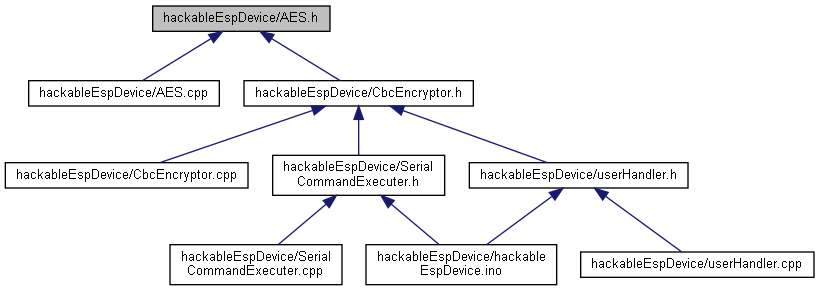 hackableEspDevice/AES.h
hackableEspDevice/AES.cpp
hackableEspDevice/CbcEncryptor.h
hackableEspDevice/CbcEncryptor.cpp
hackableEspDevice/Serial
CommandExecuter.h
hackableEspDevice/userHandler.h
hackableEspDevice/Serial
CommandExecuter.cpp
hackableEspDevice/hackable
EspDevice.ino
hackableEspDevice/userHandler.cpp